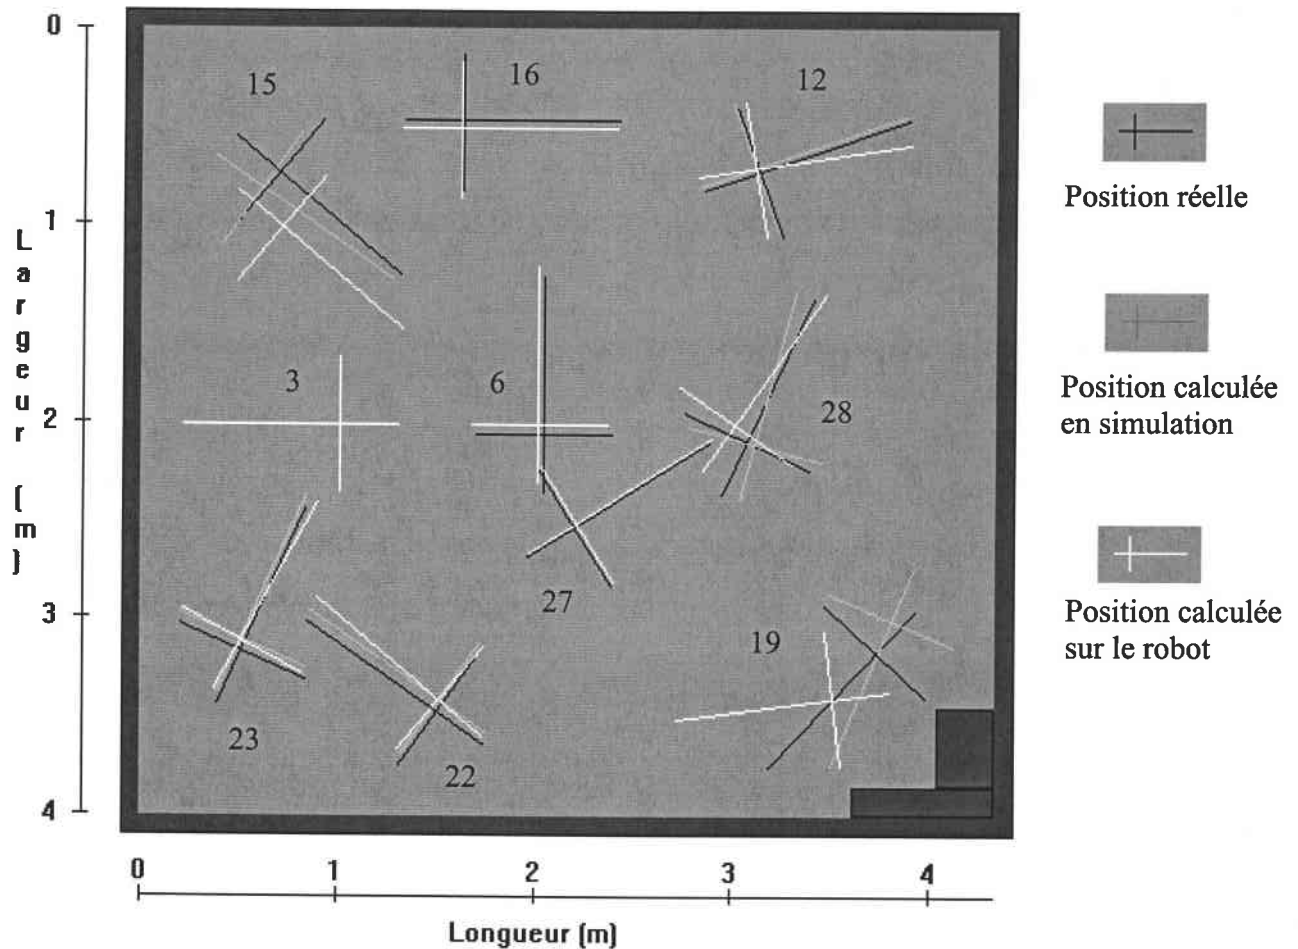 0
15
16
12
Position réelle
1
Largeur (m)
Position calculée
en simulation
3
6
28
2
27
3
19
Position calculée
sur le robot
23
22
4
0
1
2
3
4
Longueur (m)